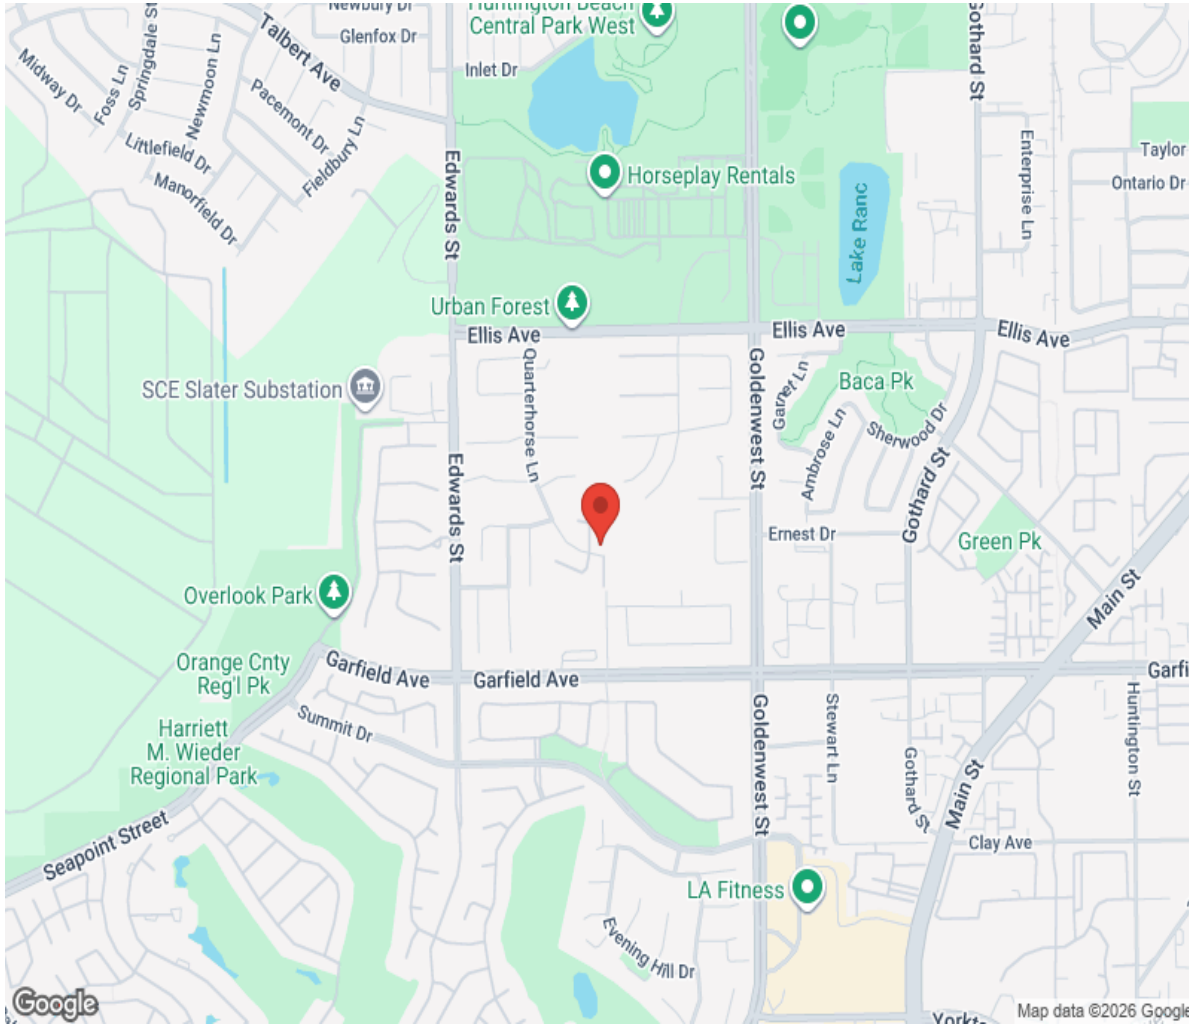 Newbury Dr
Huntington Beach
Central Park West
Glenfox Dr
Talbert Ave
Springdale St
Gothard St
Inlet Dr
Midway Dr
Foss Ln
Newmoon Ln
Pacemont Dr
Fieldbury Ln
Littlefield Dr
Manorfield Dr
Edwards St
Horseplay Rentals
Enterprise Ln
Taylor
Ontario Dr
Lake Ranc
Urban Forest
Ellis Ave
Ellis Ave
Ellis Ave
Quarterhorse Ln
SCE Slater Substation
Goldenwest St
Garnet Ln
Baca Pk
Ambrose Ln
Sherwood Dr
Gothard St
Edwards St
Ernest Dr
Green Pk
Main St
Overlook Park
Orange Cnty
Reg'l Pk
Garfield Ave
Garfield Ave
Garfi
Harriett
M. Wieder
Regional Park
Summit Dr
Goldenwest St
Stewart Ln
Gothard St
Main St
Huntington St
Seapoint Street
Clay Ave
LA Fitness
Evening Hill Dr
Google
Map data ©2026 Google
Yorkt